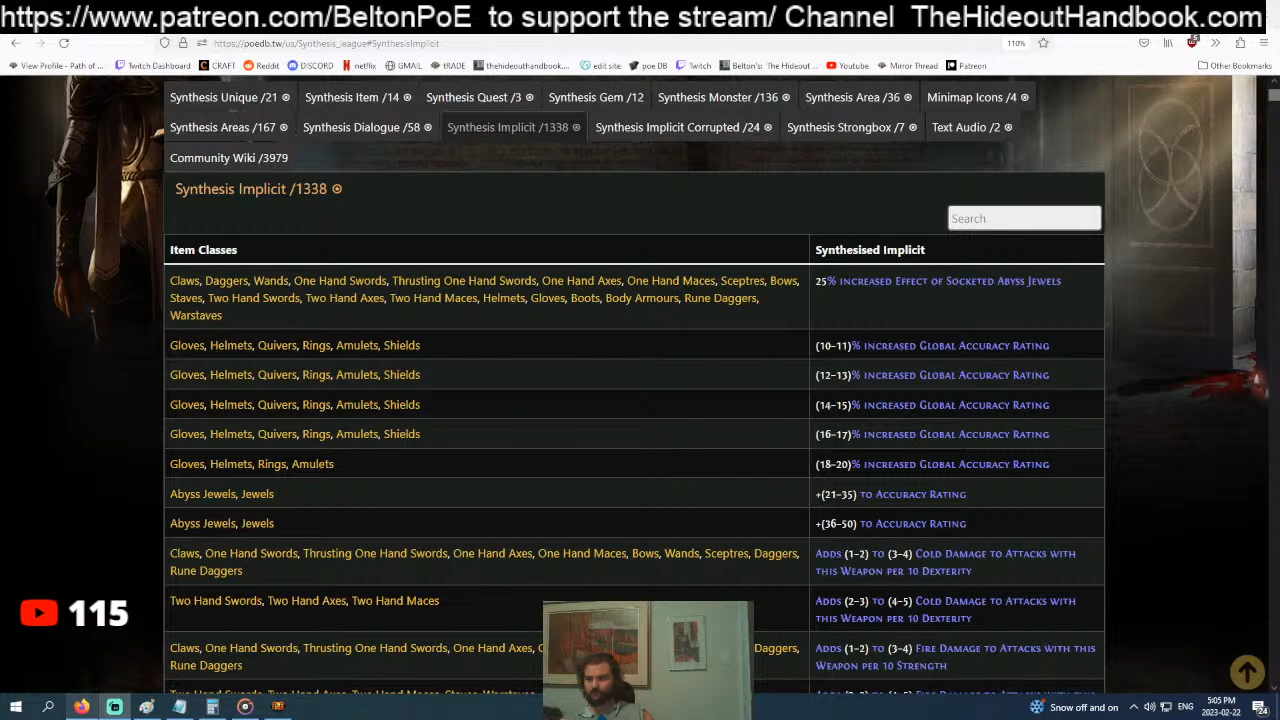 https://www.patreon.com/BeltonPoE to support the stream/ Channel TheHideoutHandbook.com
https://poedb.tw/us/Synthesis_league#SynthesisImplicit
110%
5
View Profile - Path of ...
Twitch Dashboard
CRAFT
Reddit
DISCORD
netflix
GMAIL
tRADE
thehideouthandbook....
edit site
poe DB
Twitch
Belton's: The Hideout ...
Youtube
Mirror Thread
Patreon
Other Bookmarks
Synthesis Unique /21
Synthesis Item /14
Synthesis Quest /3
Synthesis Gem /12
Synthesis Monster /136
Synthesis Area /36
Minimap Icons /4
Synthesis Areas /167
Synthesis Dialogue /58
Synthesis Implicit /1338
Synthesis Implicit Corrupted /24
Synthesis Strongbox /7
Text Audio /2
Community Wiki /3979
Synthesis Implicit /1338
Search
Item Classes
Synthesised Implicit
Claws, Daggers, Wands, One Hand Swords, Thrusting One Hand Swords, One Hand Axes, One Hand Maces, Sceptres, Bows,
Staves, Two Hand Swords, Two Hand Axes, Two Hand Maces, Helmets, Gloves, Boots, Body Armours, Rune Daggers,
Warstaves
25% increased Effect of Socketed Abyss Jewels
Gloves, Helmets, Quivers, Rings, Amulets, Shields
(10–11)% increased Global Accuracy Rating
Gloves, Helmets, Quivers, Rings, Amulets, Shields
(12–13)% increased Global Accuracy Rating
Gloves, Helmets, Quivers, Rings, Amulets, Shields
(14–15)% increased Global Accuracy Rating
Gloves, Helmets, Quivers, Rings, Amulets, Shields
(16–17)% increased Global Accuracy Rating
Gloves, Helmets, Rings, Amulets
(18–20)% increased Global Accuracy Rating
Abyss Jewels, Jewels
+(21–35) to Accuracy Rating
Abyss Jewels, Jewels
+(36–50) to Accuracy Rating
Claws, One Hand Swords, Thrusting One Hand Swords, One Hand Axes, One Hand Maces, Bows, Wands, Sceptres, Daggers,
Rune Daggers
Adds (1–2) to (3–4) Cold Damage to Attacks with
this Weapon per 10 Dexterity
Two Hand Swords, Two Hand Axes, Two Hand Maces
Adds (2–3) to (4–5) Cold Damage to Attacks with
this Weapon per 10 Dexterity
Claws, One Hand Swords, Thrusting One Hand Swords, One Hand Axes, Daggers,
Rune Daggers
Adds (1–2) to (3–4) Fire Damage to Attacks with
this Weapon per 10 Strength
115
Snow off and on
ENG
5:05 PM
2023-02-22
24